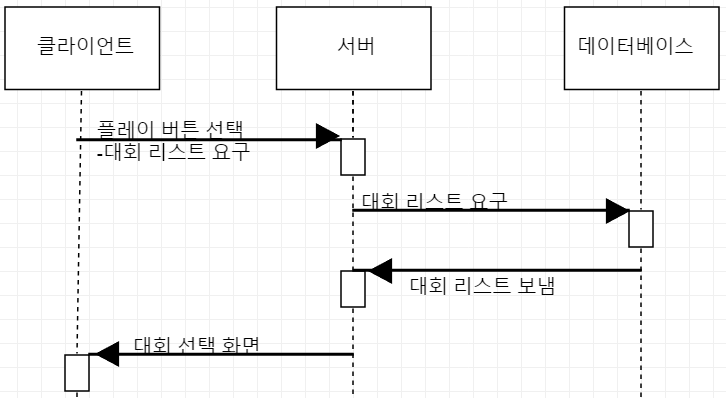 클라이언트
서버
데이터베이스
플레이 버튼 선택
-대회 리스트 요구
대회 리스트 요구
대회 리스트 보냄
대회 선택 화면